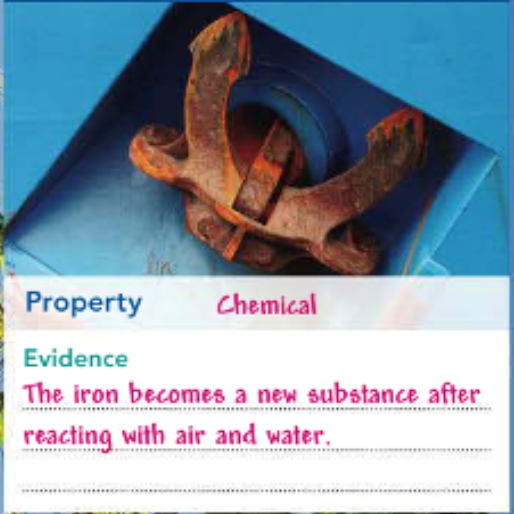 Property Chemical
Evidence
The iron becomes a new substance after
reacting with air and water.